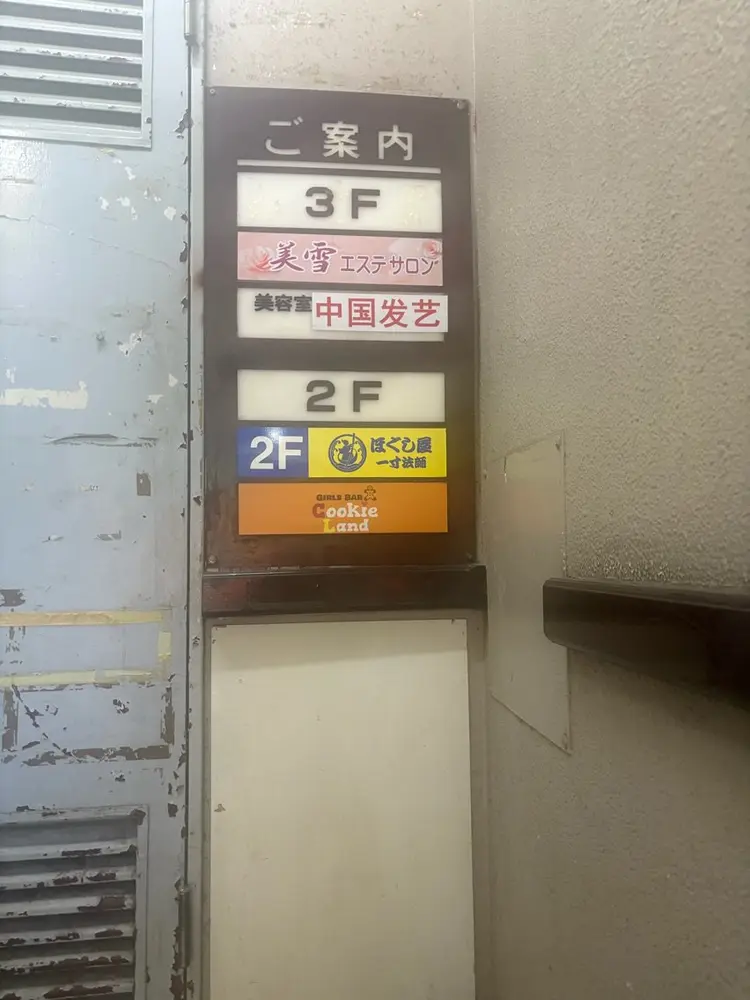 ご案内
3F
美雪 エステサロン
美容室 中国发艺
2F
2F ほぐし屋
一寸法師
GIRLS BAR
Cookie
Land